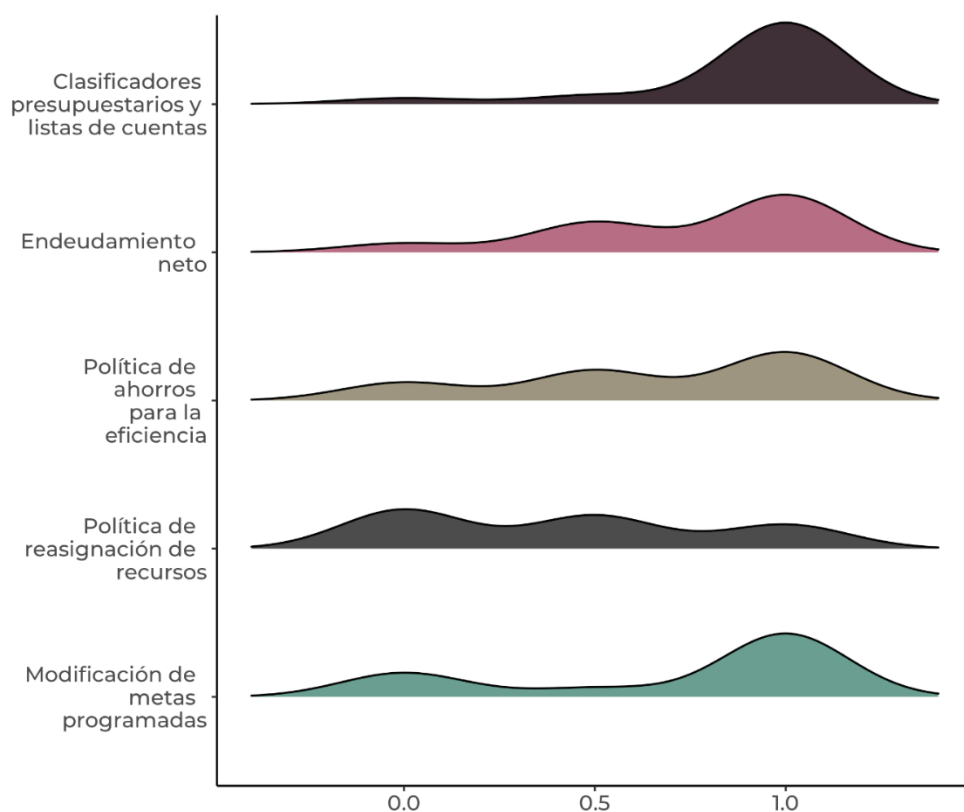 Clasificadores
presupuestarios y
listas de cuentas
Endeudamiento
neto
Política de
ahorros
para la
eficiencia
Política de
reasignación de
recursos
Modificación de
metas
programadas
0.0 0.5 1.0